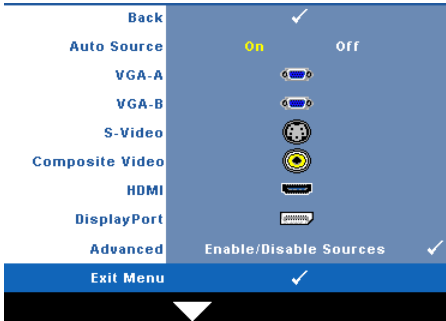 Back
Auto Source On Off
VGA-A
VGA-B
S-Video
Composite Video
HDMI
DisplayPort
Advanced Enable/Disable Sources
Exit Menu